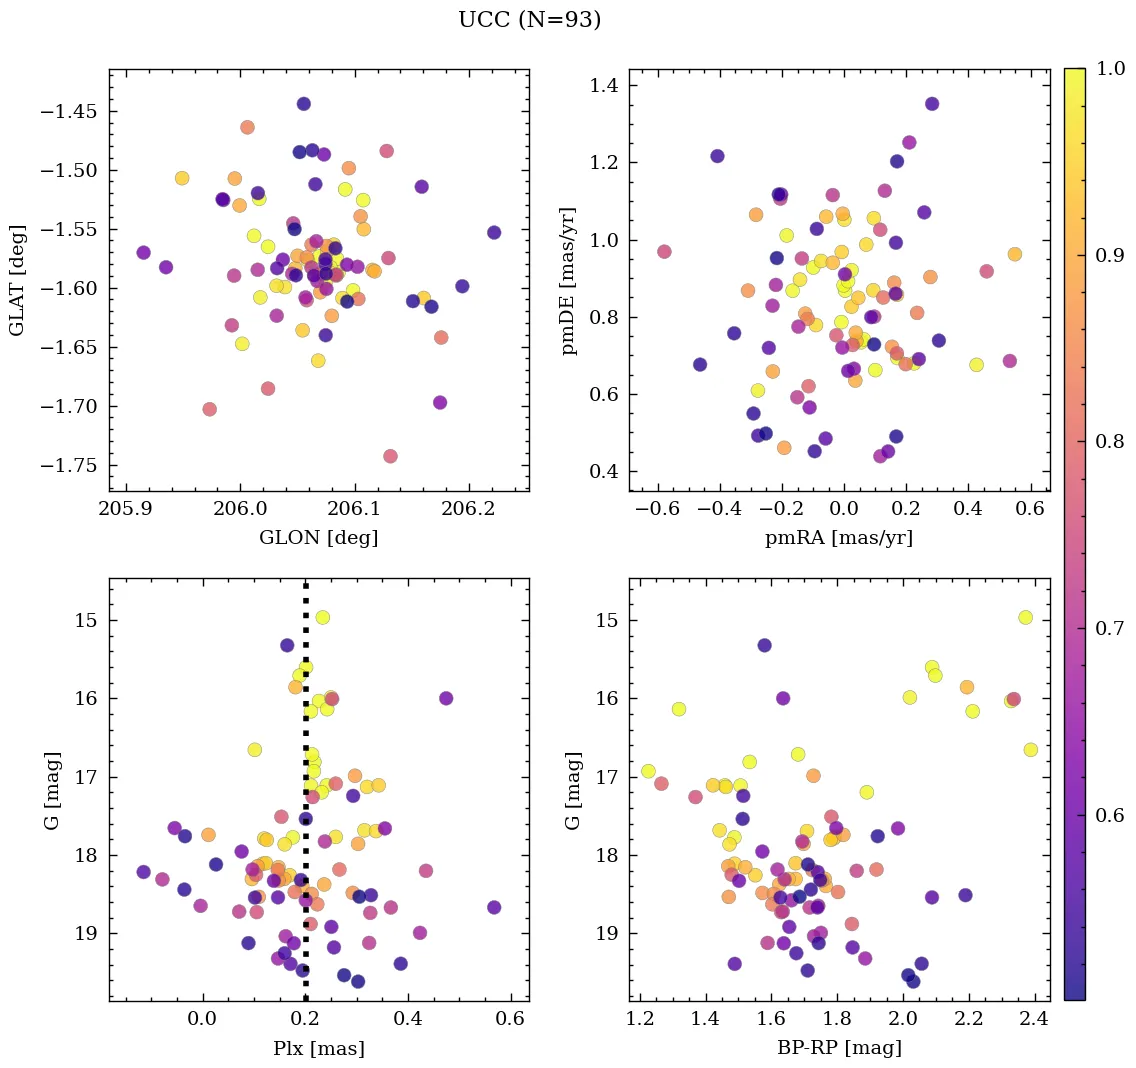 UCC (N=93)
−1.45
−1.50
−1.55
−1.60
−1.65
−1.70
−1.75
GLAT [deg]
205.9 206.0 206.1 206.2
GLON [deg]
1.4
1.2
1.0
0.8
0.6
0.4
pmDE [mas/yr]
−0.6 −0.4 −0.2 0.0 0.2 0.4 0.6
pmRA [mas/yr]
15
16
17
18
19
G [mag]
0.0 0.2 0.4 0.6
Plx [mas]
15
16
17
18
19
G [mag]
1.2 1.4 1.6 1.8 2.0 2.2 2.4
BP-RP [mag]
1.0
0.9
0.8
0.7
0.6